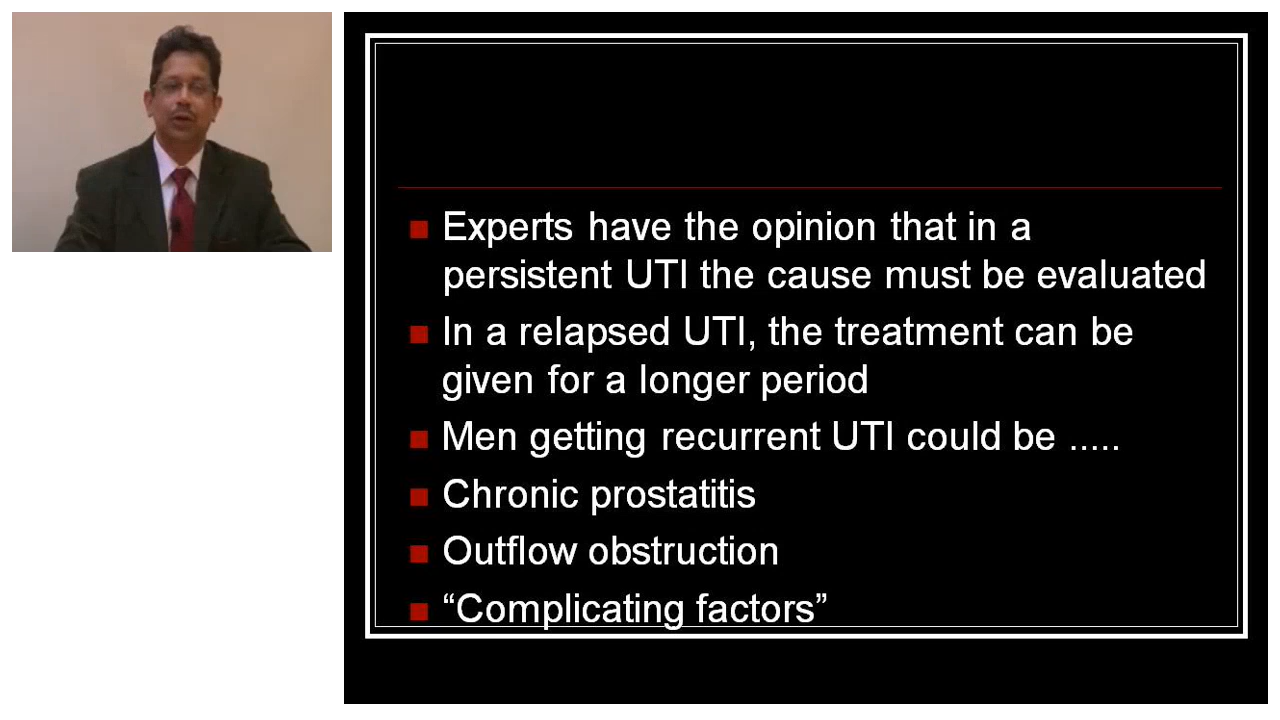 Experts have the opinion that in a
persistent UTI the cause must be evaluated
In a relapsed UTI, the treatment can be
given for a longer period
Men getting recurrent UTI could be .....
Chronic prostatitis
Outflow obstruction
“Complicating factors”